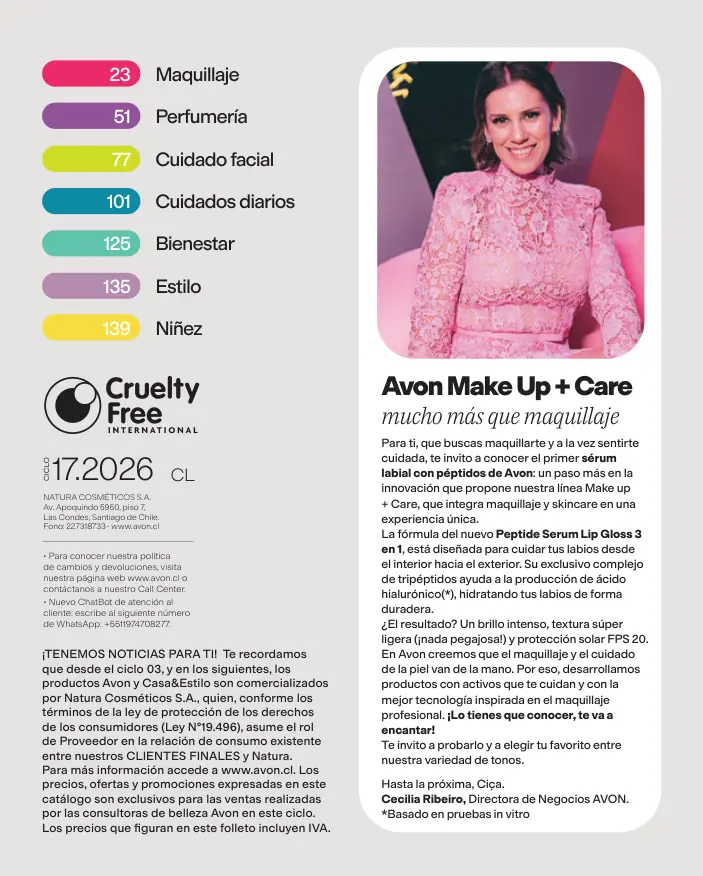 23 Maquillaje
51 Perfumería
77 Cuidado facial
101 Cuidados diarios
125 Bienestar
135 Estilo
139 Niñez
Cruelty
Free
INTERNATIONAL
CICLO 17.2026 CL
NATURA COSMÉTICOS S.A.
Av. Apoquindo 5950, piso 7,
Las Condes, Santiago de Chile.
Fono: 227318733- www.avon.cl
• Para conocer nuestra política
de cambios y devoluciones, visita
nuestra página web www.avon.cl o
contáctanos a nuestro Call Center.
• Nuevo ChatBot de atención al
cliente: escribe al siguiente número
de WhatsApp: +5511974708277.
¡TENEMOS NOTICIAS PARA TI! Te recordamos
que desde el ciclo 03, y en los siguientes, los
productos Avon y Casa&Estilo son comercializados
por Natura Cosméticos S.A., quien, conforme los
términos de la ley de protección de los derechos
de los consumidores (Ley N°19.496), asume el rol
de Proveedor en la relación de consumo existente
entre nuestros CLIENTES FINALES y Natura.
Para más información accede a www.avon.cl. Los
precios, ofertas y promociones expresadas en este
catálogo son exclusivos para las ventas realizadas
por las consultoras de belleza Avon en este ciclo.
Los precios que figuran en este folleto incluyen IVA.
Avon Make Up + Care
mucho más que maquillaje
Para ti, que buscas maquillarte y a la vez sentirte
cuidada, te invito a conocer el primer sérum
labial con péptidos de Avon: un paso más en la
innovación que propone nuestra línea Make up
+ Care, que integra maquillaje y skincare en una
experiencia única.
La fórmula del nuevo Peptide Serum Lip Gloss 3
en 1, está diseñada para cuidar tus labios desde
el interior hacia el exterior. Su exclusivo complejo
de tripéptidos ayuda a la producción de ácido
hialurónico(*), hidratando tus labios de forma
duradera.
¿El resultado? Un brillo intenso, textura súper
ligera (¡nada pegajosa!) y protección solar FPS 20.
En Avon creemos que el maquillaje y el cuidado
de la piel van de la mano. Por eso, desarrollamos
productos con activos que te cuidan y con la
mejor tecnología inspirada en el maquillaje
profesional. ¡Lo tienes que conocer, te va a
encantar!
Te invito a probarlo y a elegir tu favorito entre
nuestra variedad de tonos.
Hasta la próxima, Ciça.
Cecilia Ribeiro, Directora de Negocios AVON.
*Basado en pruebas in vitro